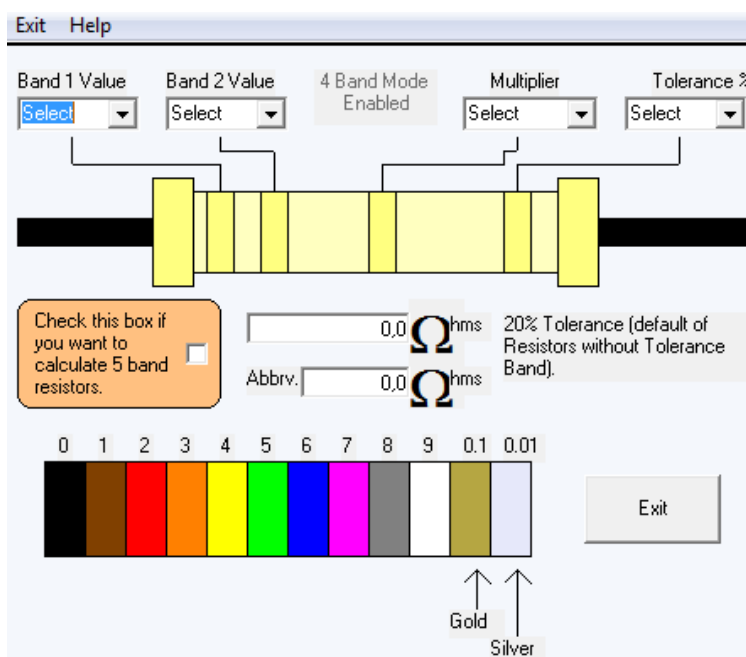 Exit Help
Band 1 Value Band 2 Value 4 Band Mode Enabled Multiplier Tolerance %
Select Select Select Select
Check this box if
you want to
calculate 5 band
resistors.
0,0 Ωhms
Abbrv. 0,0 Ωhms
20% Tolerance (default of
Resistors without Tolerance
Band).
0 1 2 3 4 5 6 7 8 9 0.1 0.01
Exit
Gold
Silver